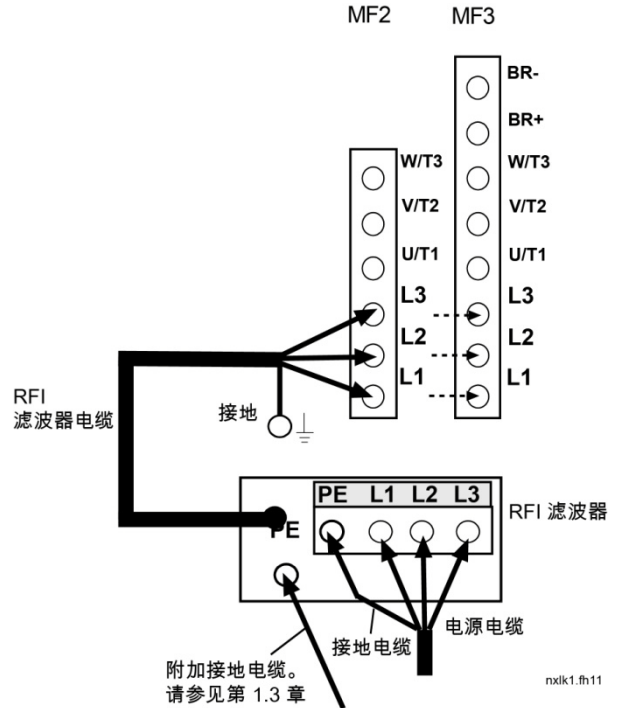 MF2 MF3
BR-
BR+
W/T3 W/T3
V/T2 V/T2
U/T1 U/T1
L3 L3
L2 L2
L1 L1
RFI
滤波器电缆
接地
PE L1 L2 L3
RFI 滤波器
PE
接地电缆
电源电缆
附加接地电缆。
请参见第 1.3 章
nxlk1.fh11